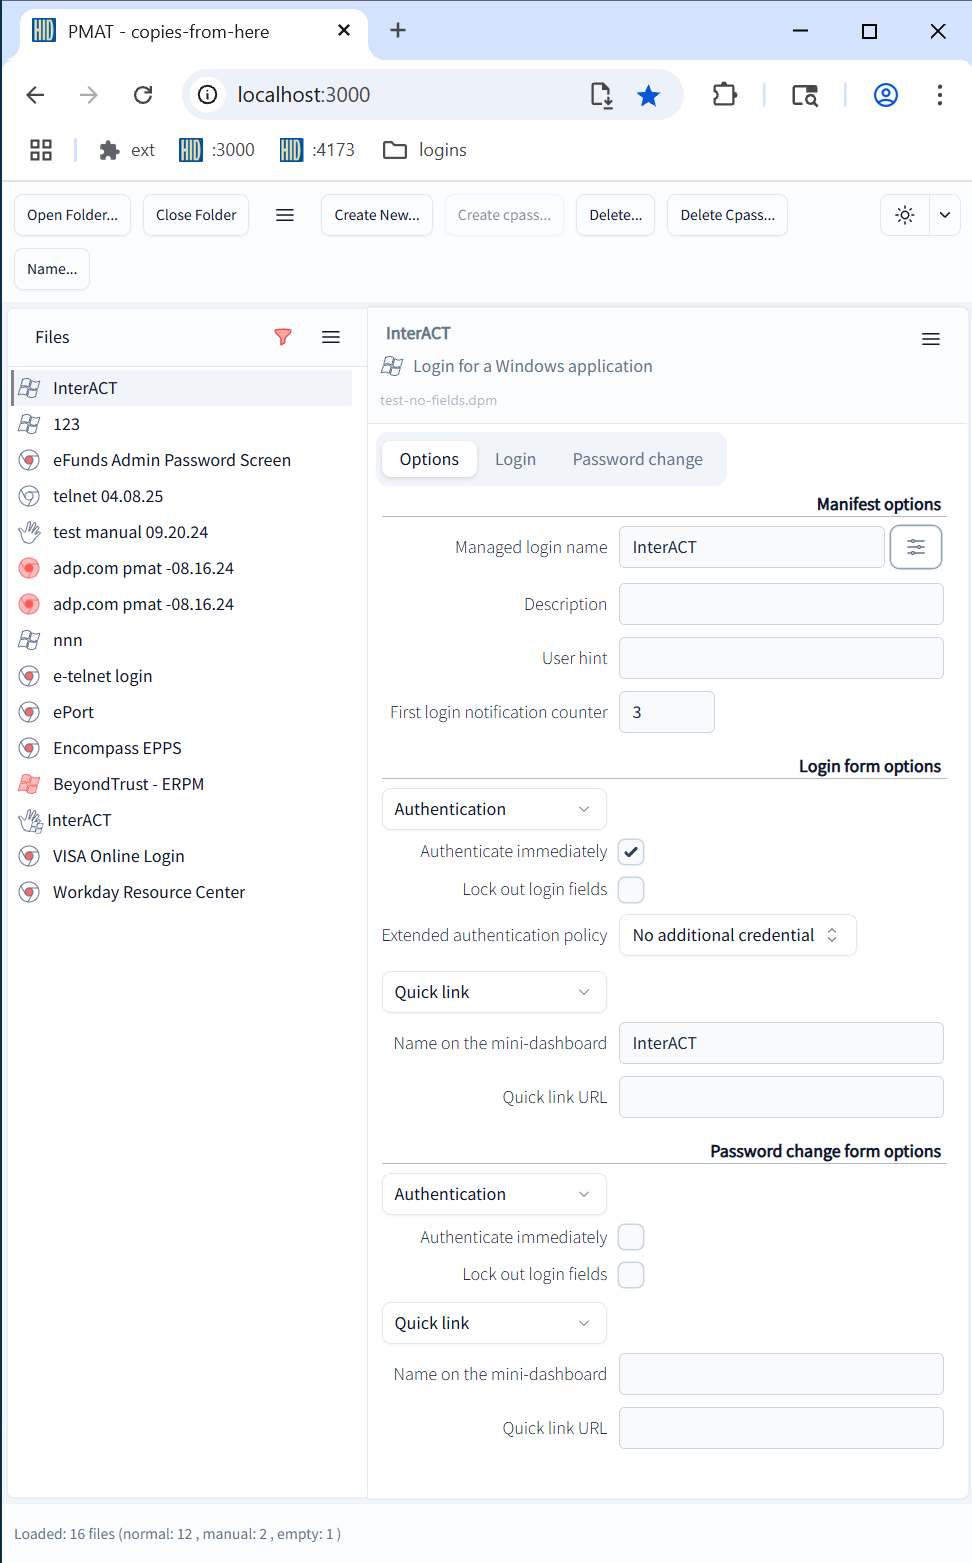 HID PMAT - copies-from-here
localhost:3000
ext HID :3000 HID :4173 logins
Open Folder... Close Folder Create New... Create cpass... Delete... Delete Cpass...
Name...
Files
InterACT
123
eFunds Admin Password Screen
telnet 04.08.25
test manual 09.20.24
adp.com pmat -08.16.24
adp.com pmat -08.16.24
nnn
e-telnet login
ePort
Encompass EPPS
BeyondTrust - ERPM
InterACT
VISA Online Login
Workday Resource Center
InterACT
Login for a Windows application
test-no-fields.dpm
Options Login Password change
Manifest options
Managed login name InterACT
Description
User hint
First login notification counter 3
Login form options
Authentication
Authenticate immediately
Lock out login fields
Extended authentication policy No additional credential
Quick link
Name on the mini-dashboard InterACT
Quick link URL
Password change form options
Authentication
Authenticate immediately
Lock out login fields
Quick link
Name on the mini-dashboard
Quick link URL
Loaded: 16 files (normal: 12 , manual: 2 , empty: 1 )